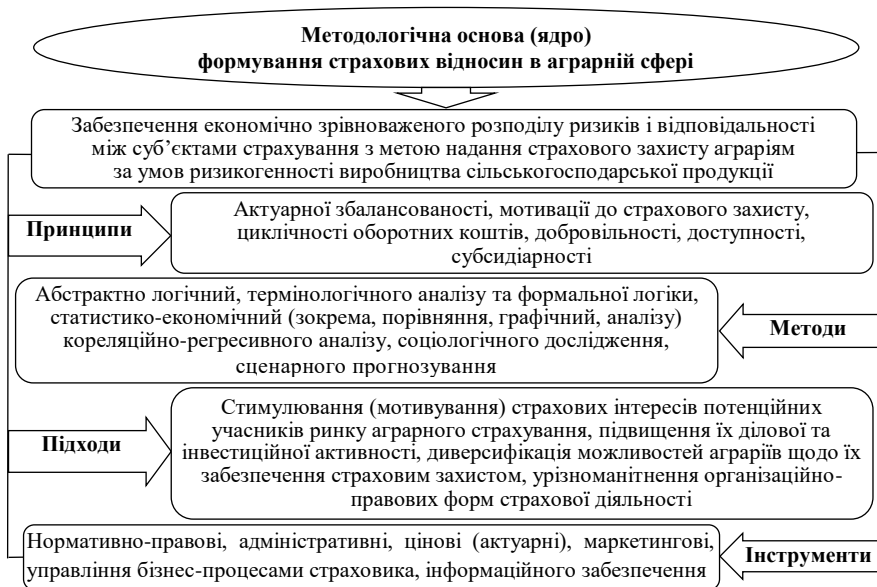 Методологічна основа (ядро)
формування страхових відносин в аграрній сфері
Забезпечення економічно зрівноваженого розподілу ризиків і відповідальності
між суб’єктами страхування з метою надання страхового захисту аграріям
за умов ризикогенності виробництва сільськогосподарської продукції
Принципи
Актуарної збалансованості, мотивації до страхового захисту,
циклічності оборотних коштів, добровільності, доступності,
субсидіарності
Абстрактно логічний, термінологічного аналізу та формальної логіки,
статистико-економічний (зокрема, порівняння, графічний, аналізу)
кореляційно-регресивного аналізу, соціологічного дослідження,
сценарного прогнозування
Методи
Підходи
Стимулювання (мотивування) страхових інтересів потенційних
учасників ринку аграрного страхування, підвищення їх ділової та
інвестиційної активності, диверсифікація можливостей аграріїв щодо їх
забезпечення страховим захистом, урізноманітнення організаційно-
правових форм страхової діяльності
Нормативно-правові, адміністративні, цінові (актуарні), маркетингові,
управління бізнес-процесами страховика, інформаційного забезпечення
Інструменти